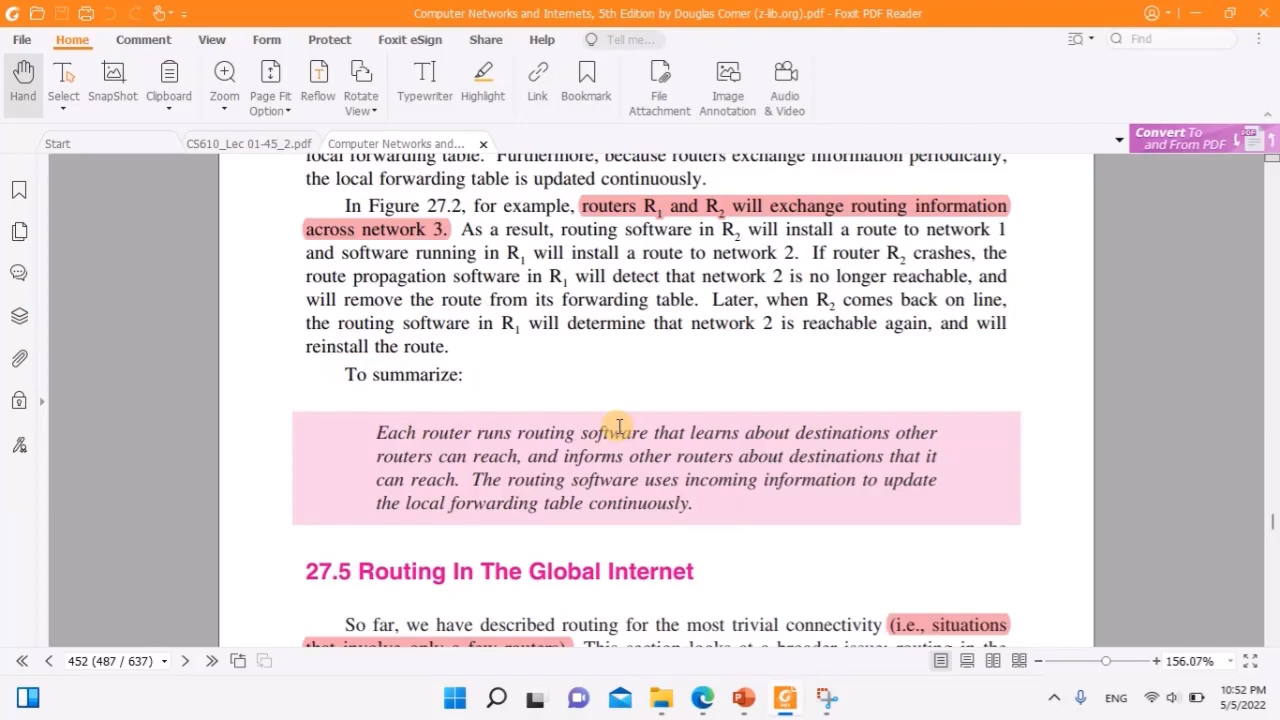 Computer Networks and Internets, 5th Edition by Douglas Comer (z-lib.org).pdf - Foxit PDF Reader
File Home Comment View Form Protect Foxit eSign Share Help Tell me... Find
Hand Select SnapShot Clipboard Zoom Page Fit Option Reflow Rotate View Typewriter Highlight Link Bookmark File Attachment Image Annotation Audio & Video
Start CS610_Lec 01-45_2.pdf Computer Networks and... Convert To and From PDF
local forwarding table. Furthermore, because routers exchange information periodically,
the local forwarding table is updated continuously.
In Figure 27.2, for example, routers R1 and R2 will exchange routing information
across network 3. As a result, routing software in R2 will install a route to network 1
and software running in R1 will install a route to network 2. If router R2 crashes, the
route propagation software in R1 will detect that network 2 is no longer reachable, and
will remove the route from its forwarding table. Later, when R2 comes back on line,
the routing software in R1 will determine that network 2 is reachable again, and will
reinstall the route.
To summarize:
Each router runs routing software that learns about destinations other
routers can reach, and informs other routers about destinations that it
can reach. The routing software uses incoming information to update
the local forwarding table continuously.
27.5 Routing In The Global Internet
So far, we have described routing for the most trivial connectivity (i.e., situations
that involve only a few routers). This section looks at a broader issue: routing in the
452 (487 / 637) 156.07%
ENG 10:52 PM
5/5/2022